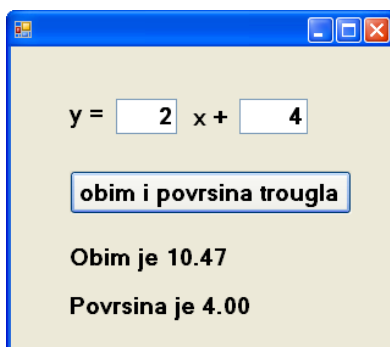 y = 2 x + 4
obim i povrsina trougla
Obim je 10.47
Povrsina je 4.00